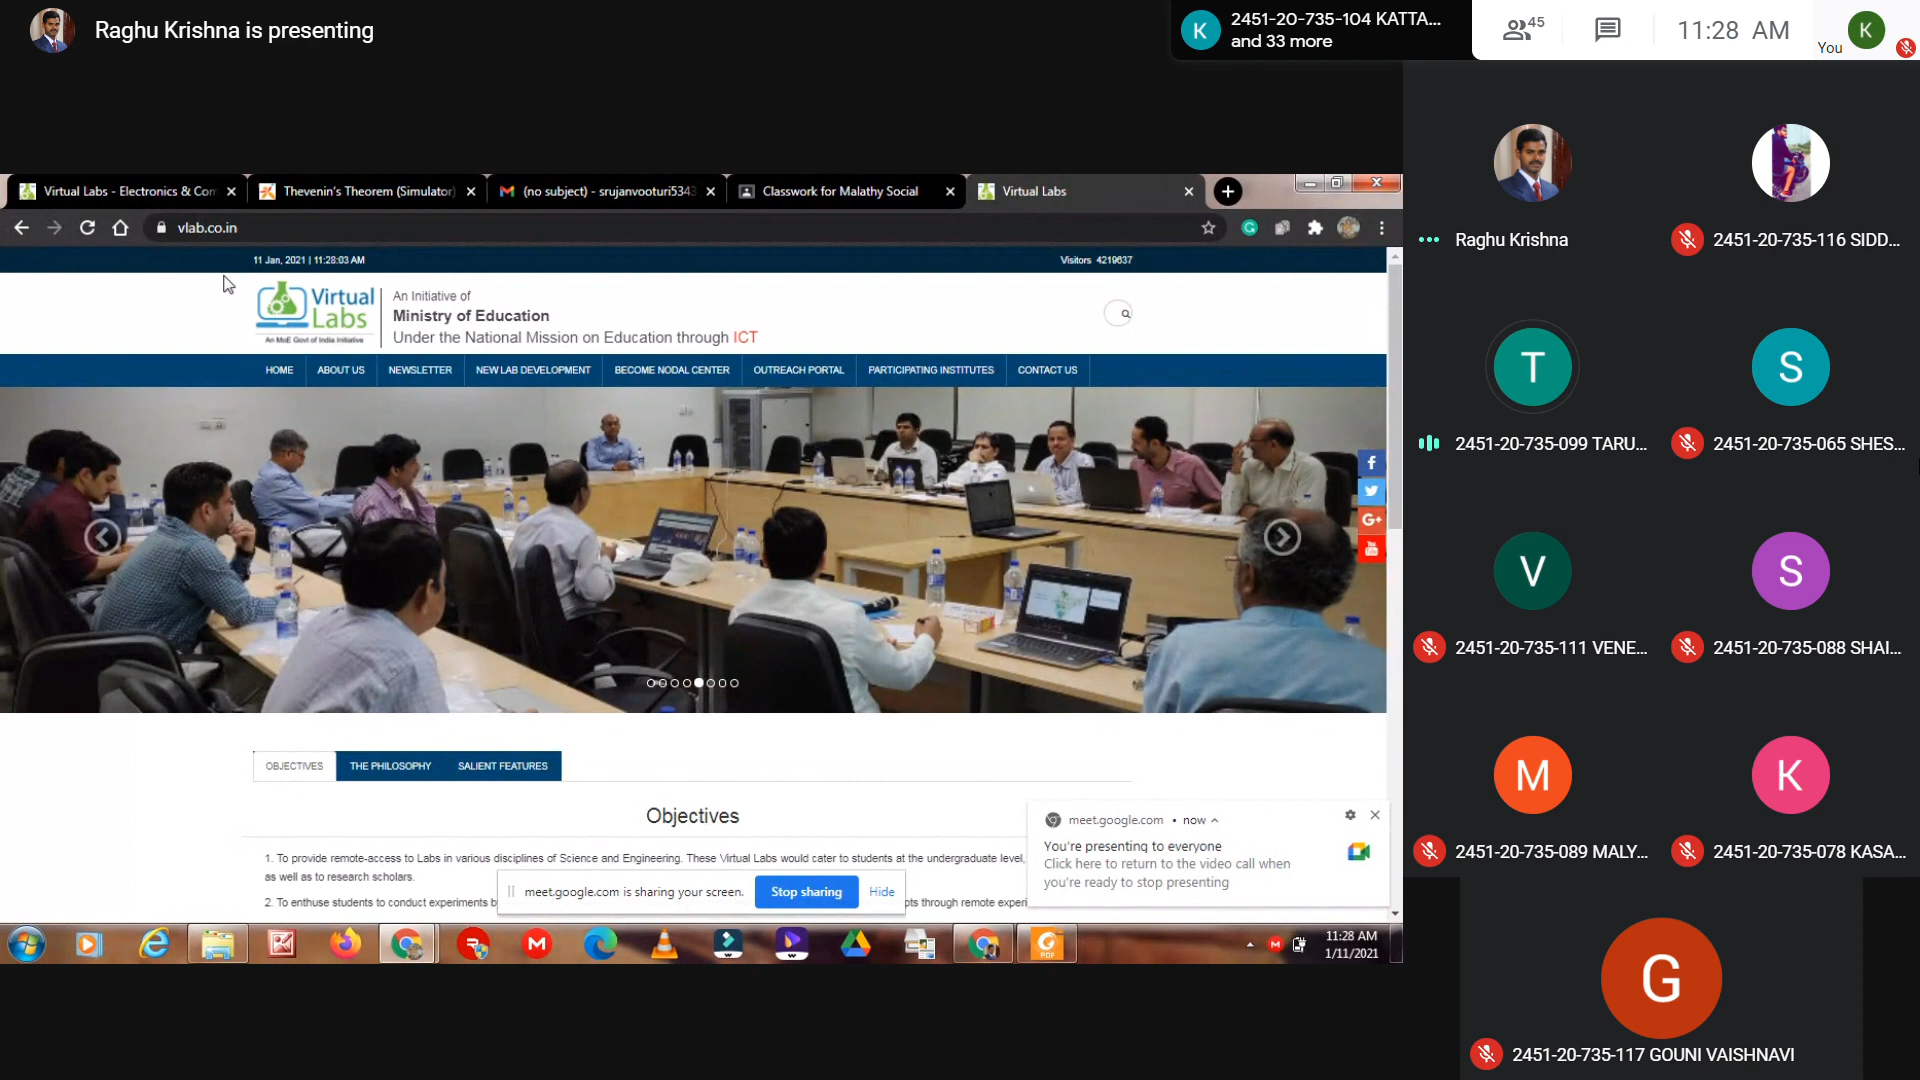 Raghu Krishna is presenting
K
2451-20-735-104 KATTA...
and 33 more
45
11:28 AM
You
K
Virtual Labs - Electronics & Com
Thevenin's Theorem (Simulator)
(no subject) - srujanvooturi5343
Classwork for Malathy Social
Virtual Labs
vlab.co.in
11 Jan, 2021 | 11:28:03 AM
Visitors 4219637
Virtual
Labs
An MoE Govt of India Initiative
An Initiative of
Ministry of Education
Under the National Mission on Education through ICT
HOME
ABOUT US
NEWSLETTER
NEW LAB DEVELOPMENT
BECOME NODAL CENTER
OUTREACH PORTAL
PARTICIPATING INSTITUTES
CONTACT US
OBJECTIVES
THE PHILOSOPHY
SALIENT FEATURES
Objectives
1. To provide remote-access to Labs in various disciplines of Science and Engineering. These Virtual Labs would cater to students at the undergraduate level,
as well as to research scholars.
2. To enthuse students to conduct experiments b
pts through remote experi
meet.google.com is sharing your screen.
Stop sharing
Hide
meet.google.com • now
You're presenting to everyone
Click here to return to the video call when
you're ready to stop presenting
11:28 AM
1/11/2021
Raghu Krishna
2451-20-735-116 SIDD...
T
2451-20-735-099 TARU...
S
2451-20-735-065 SHES...
V
2451-20-735-111 VENE...
S
2451-20-735-088 SHAI...
M
2451-20-735-089 MALY...
K
2451-20-735-078 KASA...
G
2451-20-735-117 GOUNI VAISHNAVI